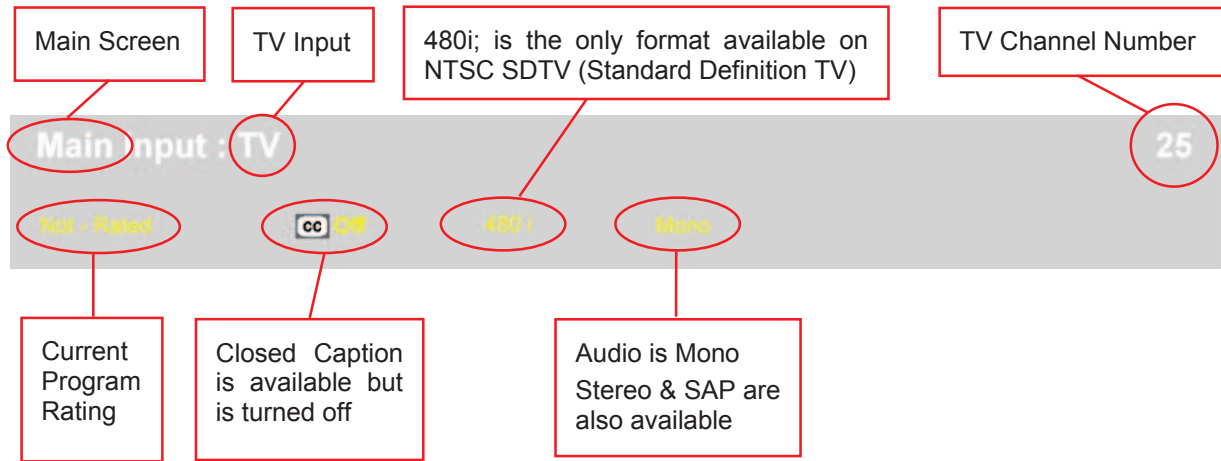 Main Screen
TV Input
480i; is the only format available on
NTSC SDTV (Standard Definition TV)
TV Channel Number
Main Input : TV
25
Not - Rated
cc Off
480 i
Mono
Current
Program
Rating
Closed Caption
is available but
is turned off
Audio is Mono
Stereo & SAP are
also available